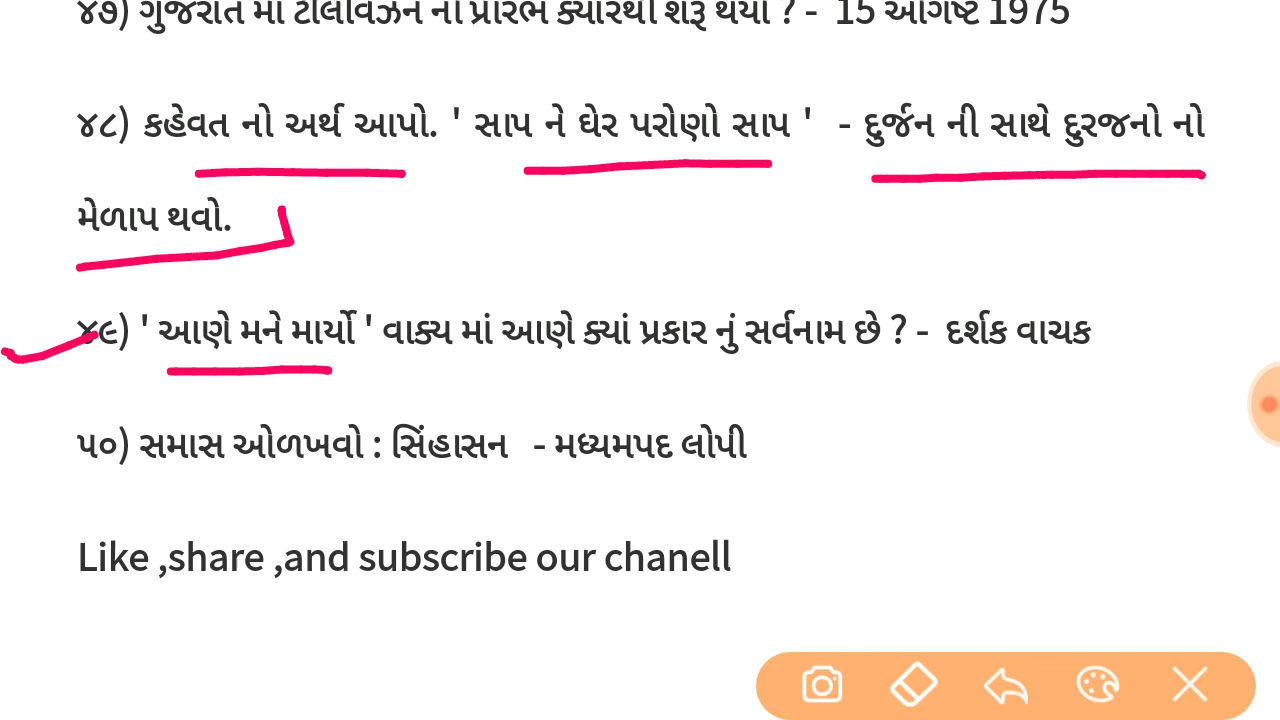 ૪૭) ગુજરાત માં ટેલિવિઝન નો પ્રારંભ ક્યારથી શરૂ થયો ? - 15 ઓગષ્ટ 1975
૪૮) કહેવત નો અર્થ આપો. ' સાપ ને ઘેર પરોણો સાપ ' - દુર્જન ની સાથે દુરજનો નો
મેળાપ થવો.
૪૯) ' આણે મને માર્યો ' વાક્ય માં આણે ક્યાં પ્રકાર નું સર્વનામ છે ? - દર્શક વાચક
૫૦) સમાસ ઓળખવો : સિંહાસન - મધ્યમપદ લોપી
Like ,share ,and subscribe our chanell